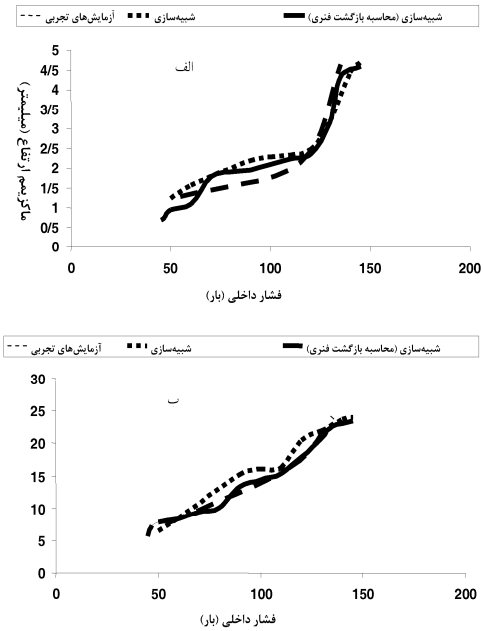 آزمایش‌های تجربی شبیه‌سازی شبیه‌سازی (محاسبه بازگشت فنری)
الف
ماکزیمم ارتفاع (میلیمتر)
5
4/5
4
3/5
3
2/5
2
1/5
1
0/5
0
0 50 100 150 200
فشار داخلی (بار)
آزمایش‌های تجربی شبیه‌سازی شبیه‌سازی (محاسبه بازگشت فنری)
ب
30
25
20
15
10
5
0
0 50 100 150 200
فشار داخلی (بار)